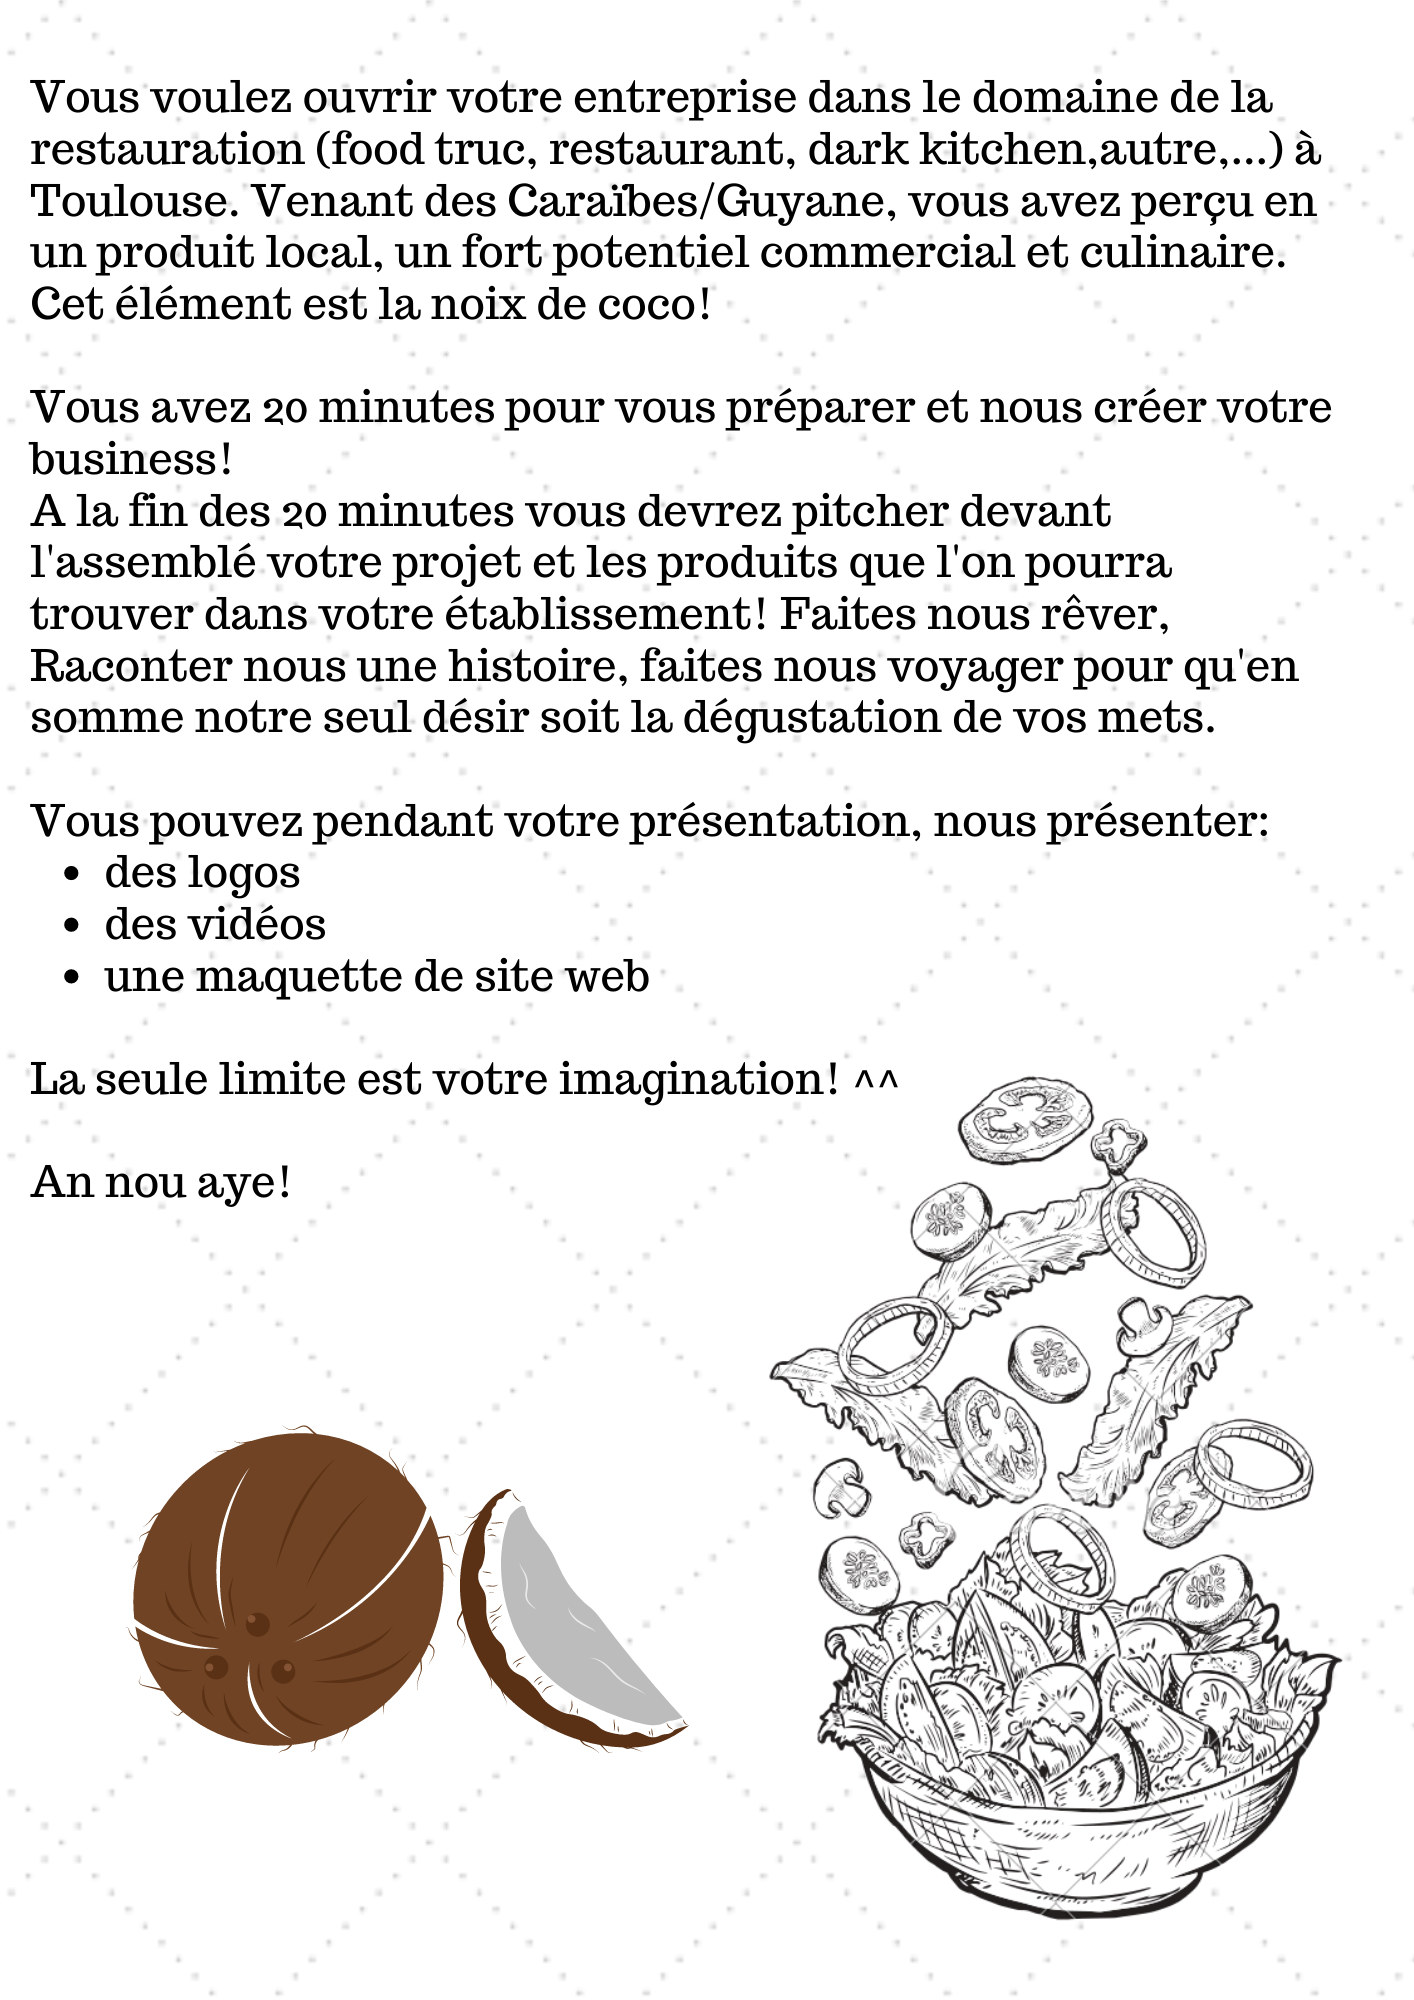 Vous voulez ouvrir votre entreprise dans le domaine de la
restauration (food truc, restaurant, dark kitchen,autre,...) à
Toulouse. Venant des Caraïbes/Guyane, vous avez perçu en
un produit local, un fort potentiel commercial et culinaire.
Cet élément est la noix de coco!
Vous avez 20 minutes pour vous préparer et nous créer votre
business!
A la fin des 20 minutes vous devrez pitcher devant
l'assemblé votre projet et les produits que l'on pourra
trouver dans votre établissement! Faites nous rêver,
Raconter nous une histoire, faites nous voyager pour qu'en
somme notre seul désir soit la dégustation de vos mets.
Vous pouvez pendant votre présentation, nous présenter:
• des logos
• des vidéos
• une maquette de site web
La seule limite est votre imagination! ^^
An nou aye!